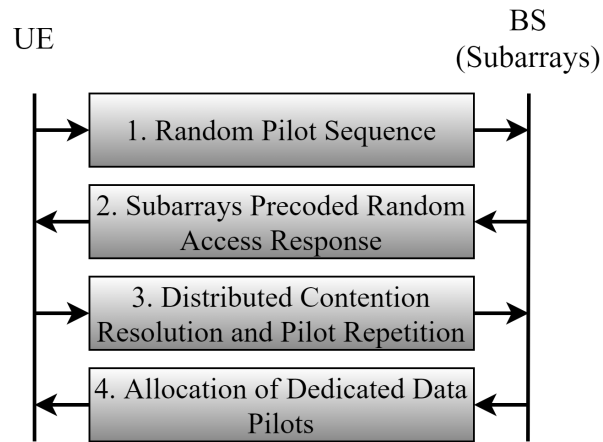 UE
BS
(Subarrays)
1. Random Pilot Sequence
2. Subarrays Precoded Random
Access Response
3. Distributed Contention
Resolution and Pilot Repetition
4. Allocation of Dedicated Data
Pilots